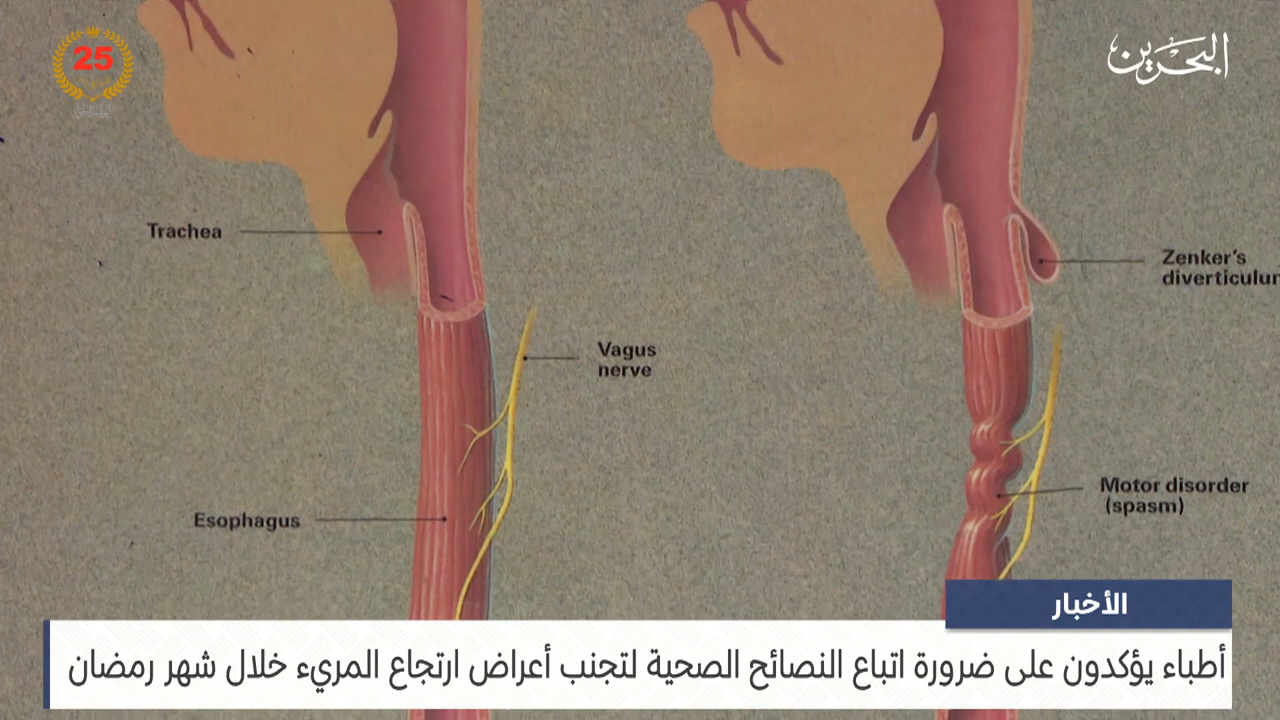 25
البحرين
Trachea
Zenker's
diverticulu
Vagus
nerve
Esophagus
Motor disorder
(spasm)
الأخبار
أطباء يؤكدون على ضرورة اتباع النصائح الصحية لتجنب أعراض ارتجاع المريء خلال شهر رمضان